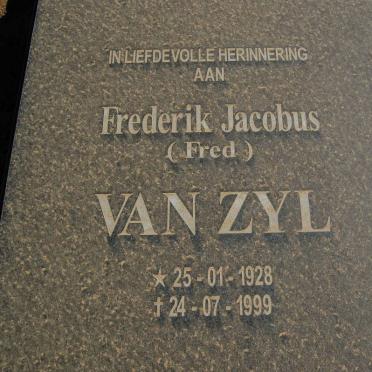 IN LIEFDEVOLLE HERINNERING
AAN
Frederik Jacobus
( Fred )
VAN ZYL
★ 25 - 01 - 1928
† 24 - 07 - 1999